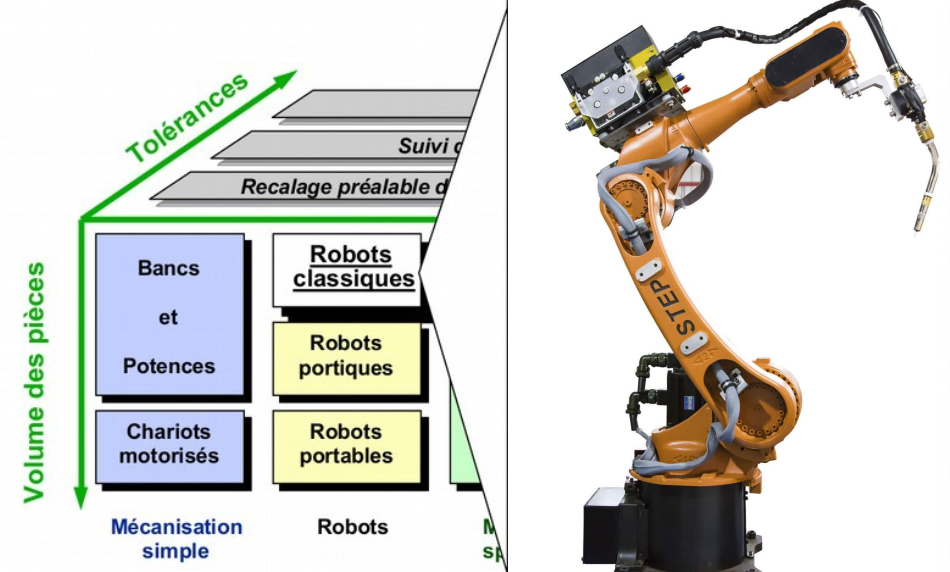 Tolérances
Suivi
Recalage préalable
Volume des pièces
Bancs
et
Potences
Robots
classiques
Robots
portiques
Chariots
motorisés
Robots
portables
Mécanisation
simple
Robots
STEP